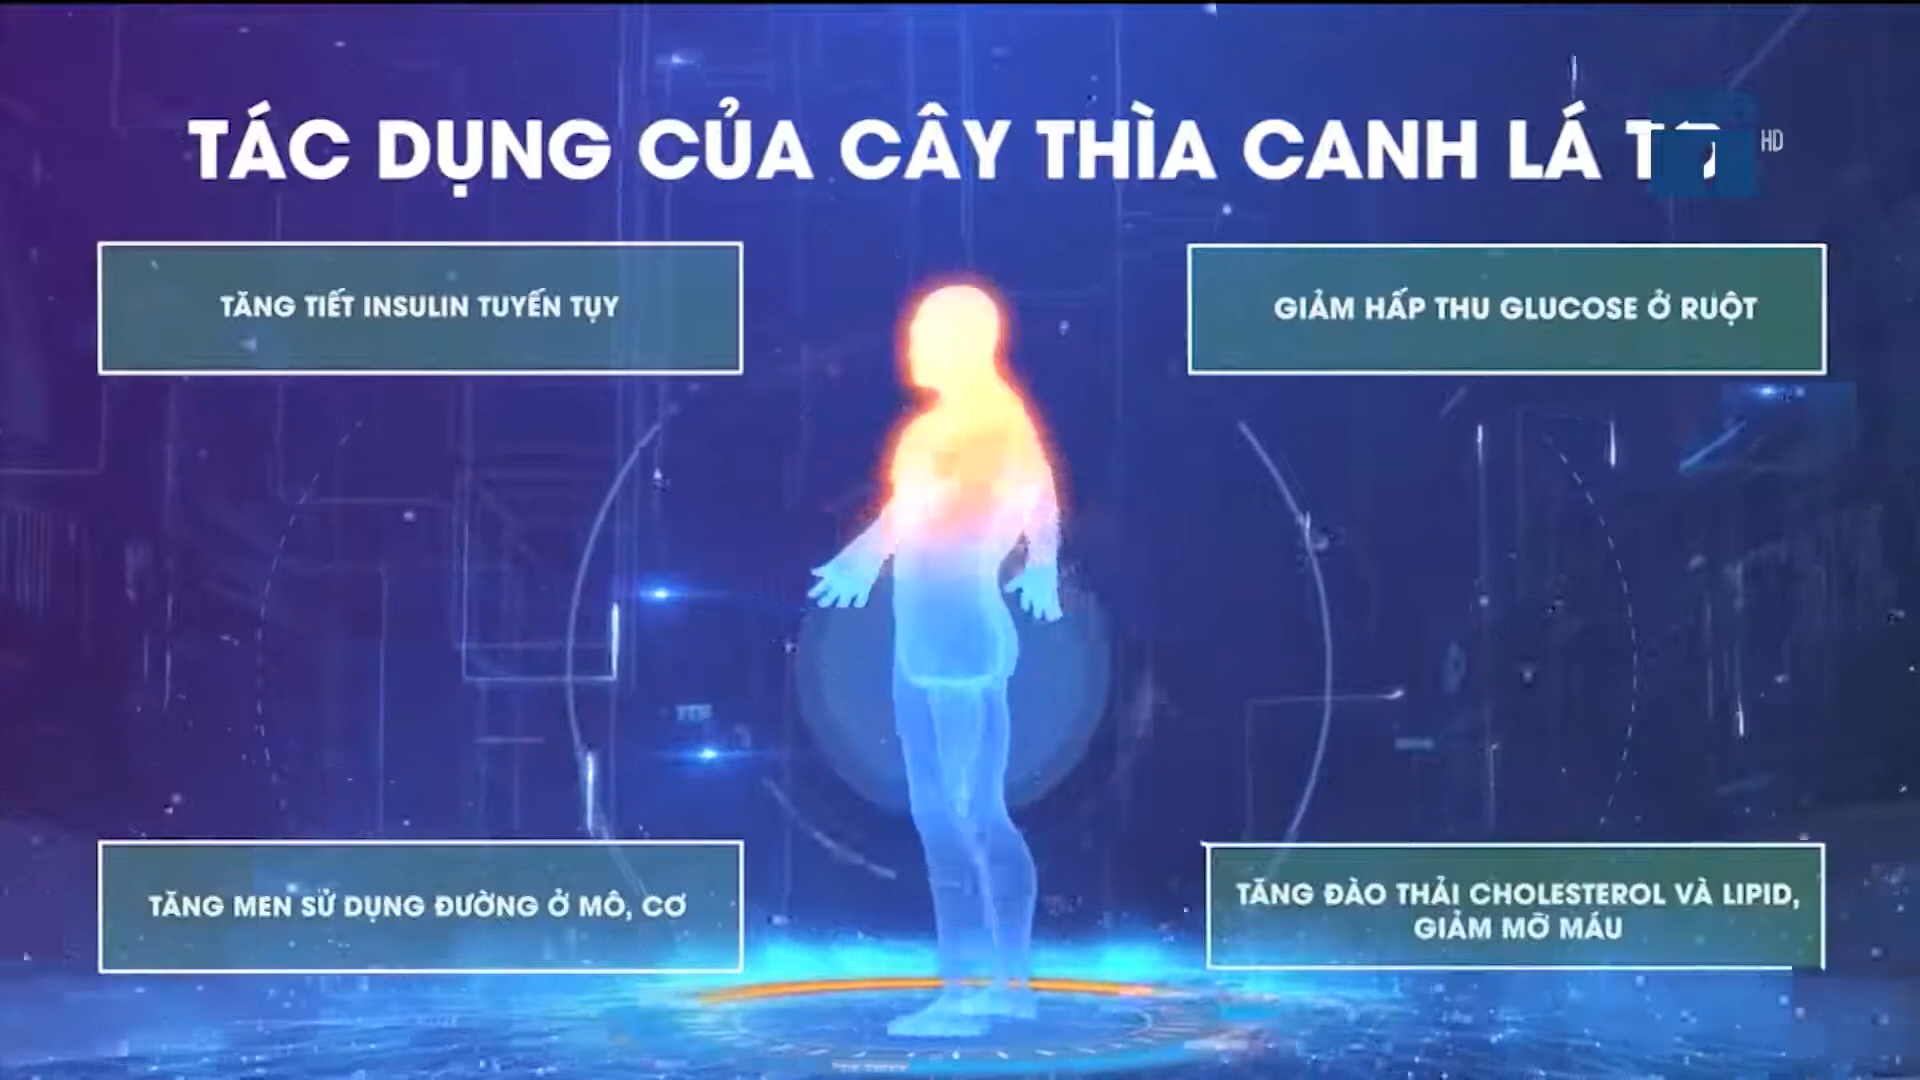 TÁC DỤNG CỦA CÂY THÌA CANH LÁ
HD
TĂNG TIẾT INSULIN TUYẾN TỤY
GIẢM HẤP THU GLUCOSE Ở RUỘT
TĂNG MEN SỬ DỤNG ĐƯỜNG Ở MÔ, CƠ
TĂNG ĐÀO THẢI CHOLESTEROL VÀ LIPID,
GIẢM MỠ MÁU